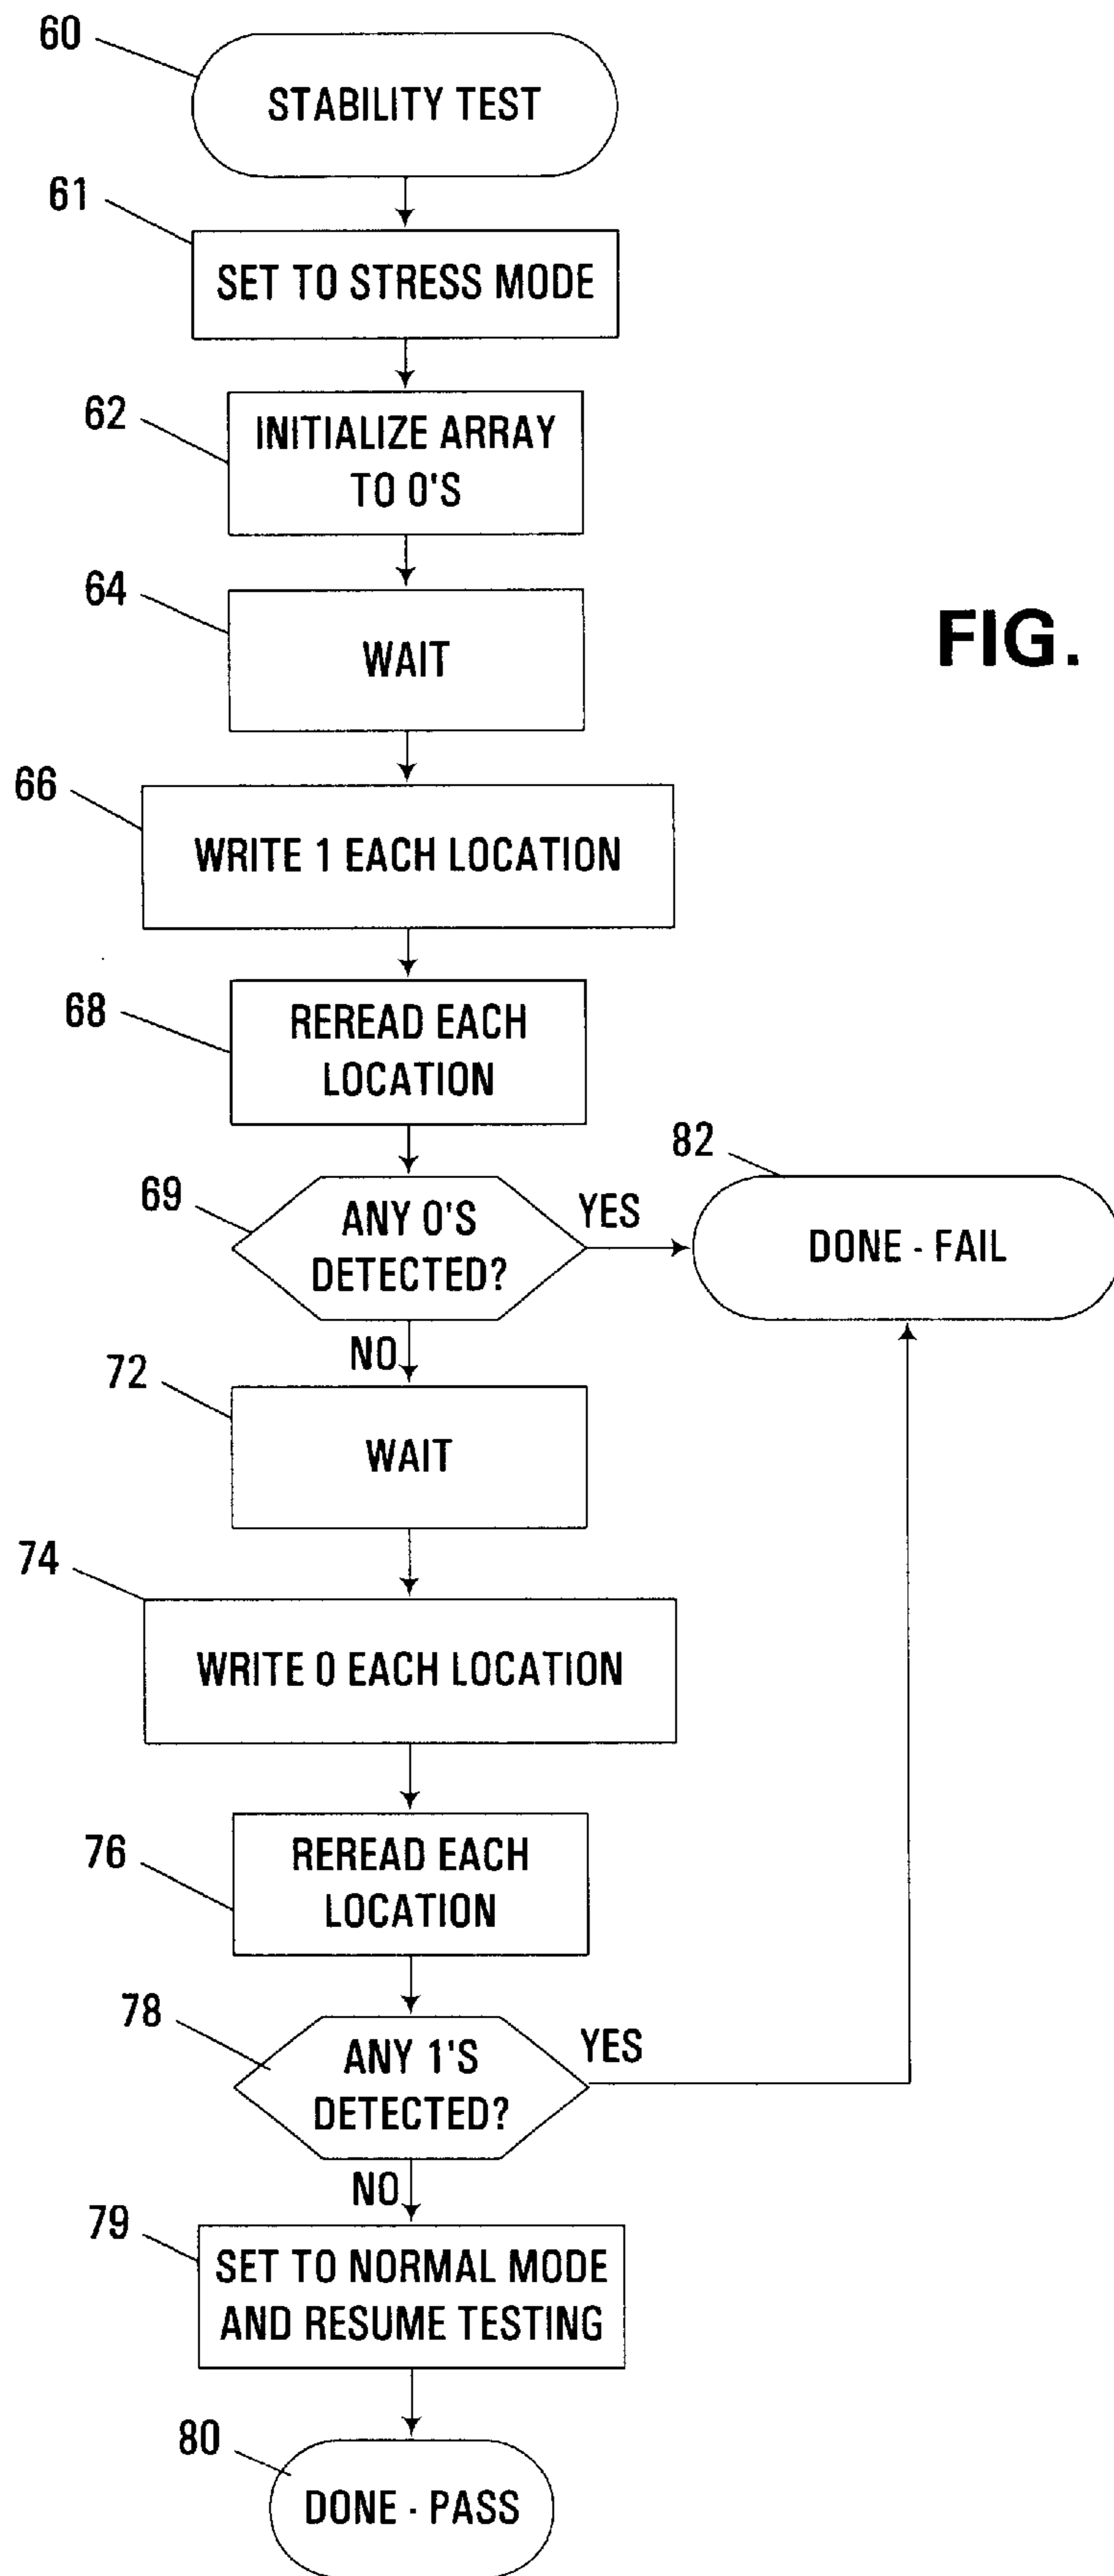 60
STABILITY TEST
61
SET TO STRESS MODE
62
INITIALIZE ARRAY
TO 0'S
64
WAIT
FIG.
66
WRITE 1 EACH LOCATION
68
REREAD EACH
LOCATION
69
ANY 0'S
DETECTED?
YES
82
DONE - FAIL
NO
72
WAIT
74
WRITE 0 EACH LOCATION
76
REREAD EACH
LOCATION
78
ANY 1'S
DETECTED?
YES
NO
79
SET TO NORMAL MODE
AND RESUME TESTING
80
DONE - PASS